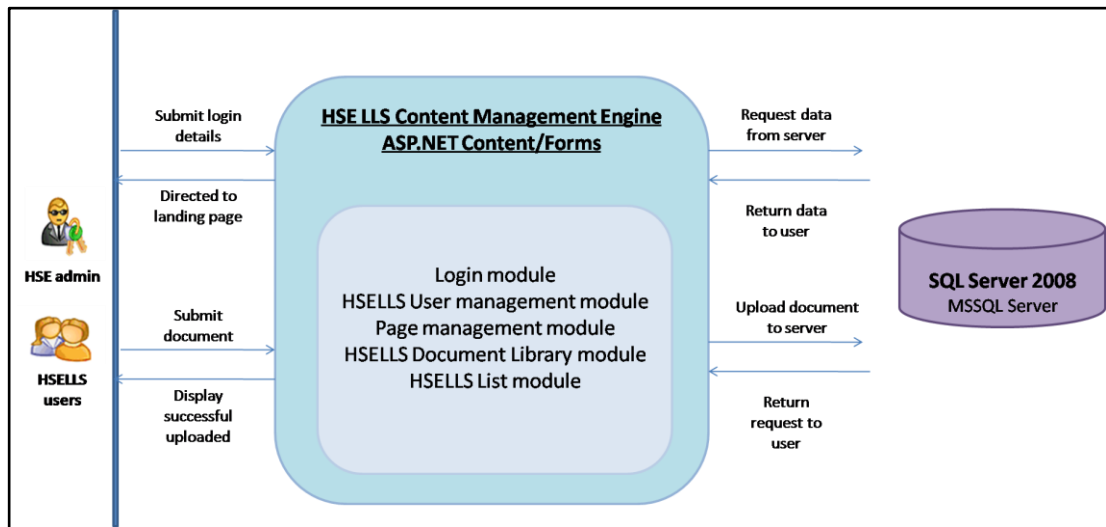 HSE admin
HSELLS
users
Submit login
details
Directed to
landing page
Submit
document
Display
successful
uploaded
HSE LLS Content Management Engine
ASP.NET Content/Forms
Login module
HSELLS User management module
Page management module
HSELLS Document Library module
HSELLS List module
Request data
from server
Return data
to user
Upload document
to server
Return
request to
user
SQL Server 2008
MSSQL Server